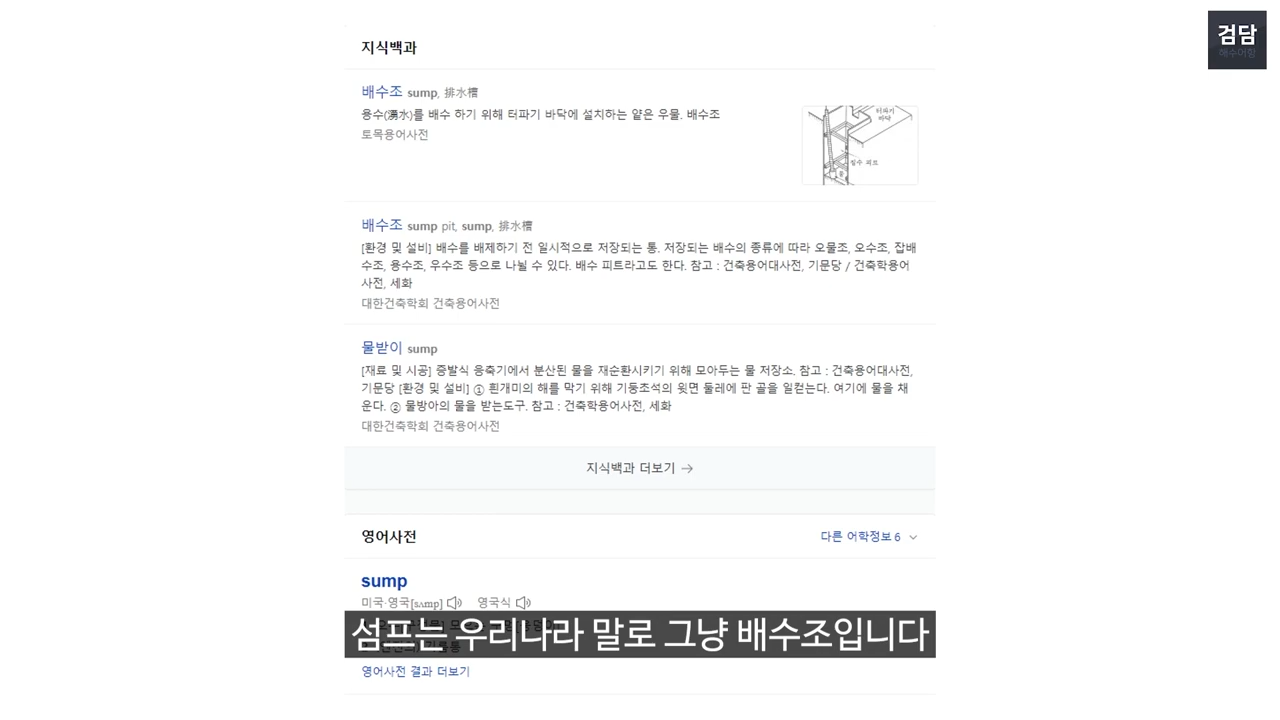 검담
해수어항
지식백과
배수조 sump, 排水槽
용수(湧水)를 배수 하기 위해 터파기 바닥에 설치하는 얕은 우물. 배수조
토목용어사전
터파기
바닥
배수조 sump pit, sump, 排水槽
[환경 및 설비] 배수를 배제하기 전 일시적으로 저장되는 통. 저장되는 배수의 종류에 따라 오물조, 오수조, 잡배
수조, 용수조, 우수조 등으로 나뉠 수 있다. 배수 피트라고도 한다. 참고 : 건축용어대사전, 기문당 / 건축학용어
사전, 세화
대한건축학회 건축용어사전
물받이 sump
[재료 및 시공] 증발식 응축기에서 분산된 물을 재순환시키기 위해 모아두는 물 저장소. 참고 : 건축용어대사전,
기문당 [환경 및 설비] ① 흰개미의 해를 막기 위해 기둥초석의 윗면 둘레에 판 골을 일컫는다. 여기에 물을 채
운다. ② 물방아의 물을 받는도구. 참고 : 건축학용어사전, 세화
대한건축학회 건축용어사전
지식백과 더보기 →
영어사전
다른 어학정보 6
sump
미국∙영국[sʌmp] 영국식
섬프는 우리나라 말로 그냥 배수조입니다
영어사전 결과 더보기